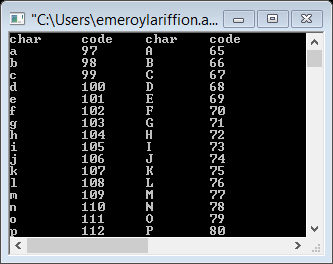 "C:\Users\emeroylariffion.a...
char code char code
a 97 A 65
b 98 B 66
c 99 C 67
d 100 D 68
e 101 E 69
f 102 F 70
g 103 G 71
h 104 H 72
i 105 I 73
j 106 J 74
k 107 K 75
l 108 L 76
m 109 M 77
n 110 N 78
o 111 O 79
p 112 P 80